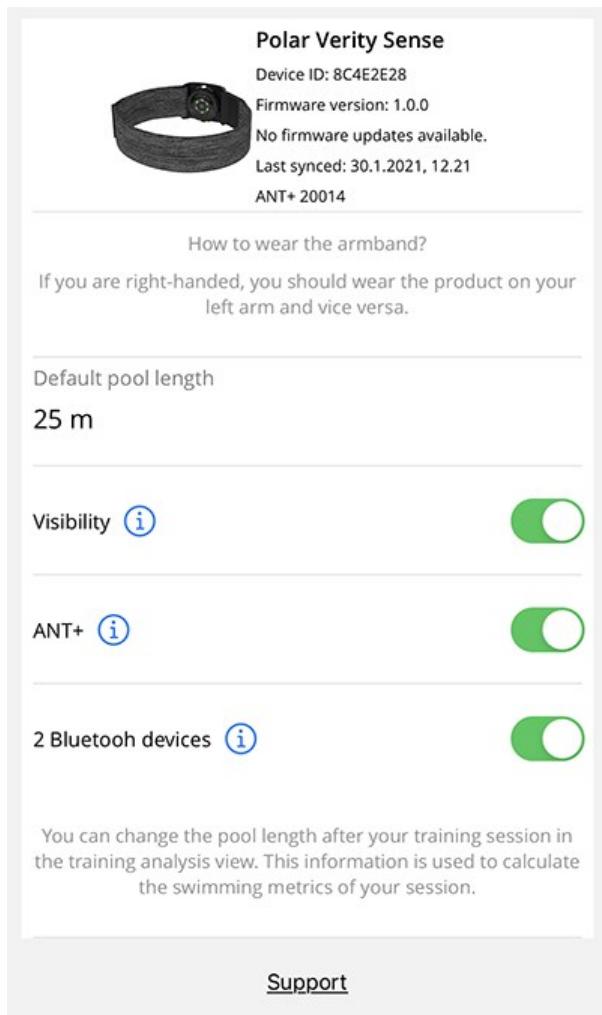 Polar Verity Sense
Device ID: 8C4E2E28
Firmware version: 1.0.0
No firmware updates available.
Last synced: 30.1.2021, 12.21
ANT+ 20014
How to wear the armband?
If you are right-handed, you should wear the product on your
left arm and vice versa.
Default pool length
25 m
Visibility
ANT+
2 Bluetooh devices
You can change the pool length after your training session in
the training analysis view. This information is used to calculate
the swimming metrics of your session.
Support